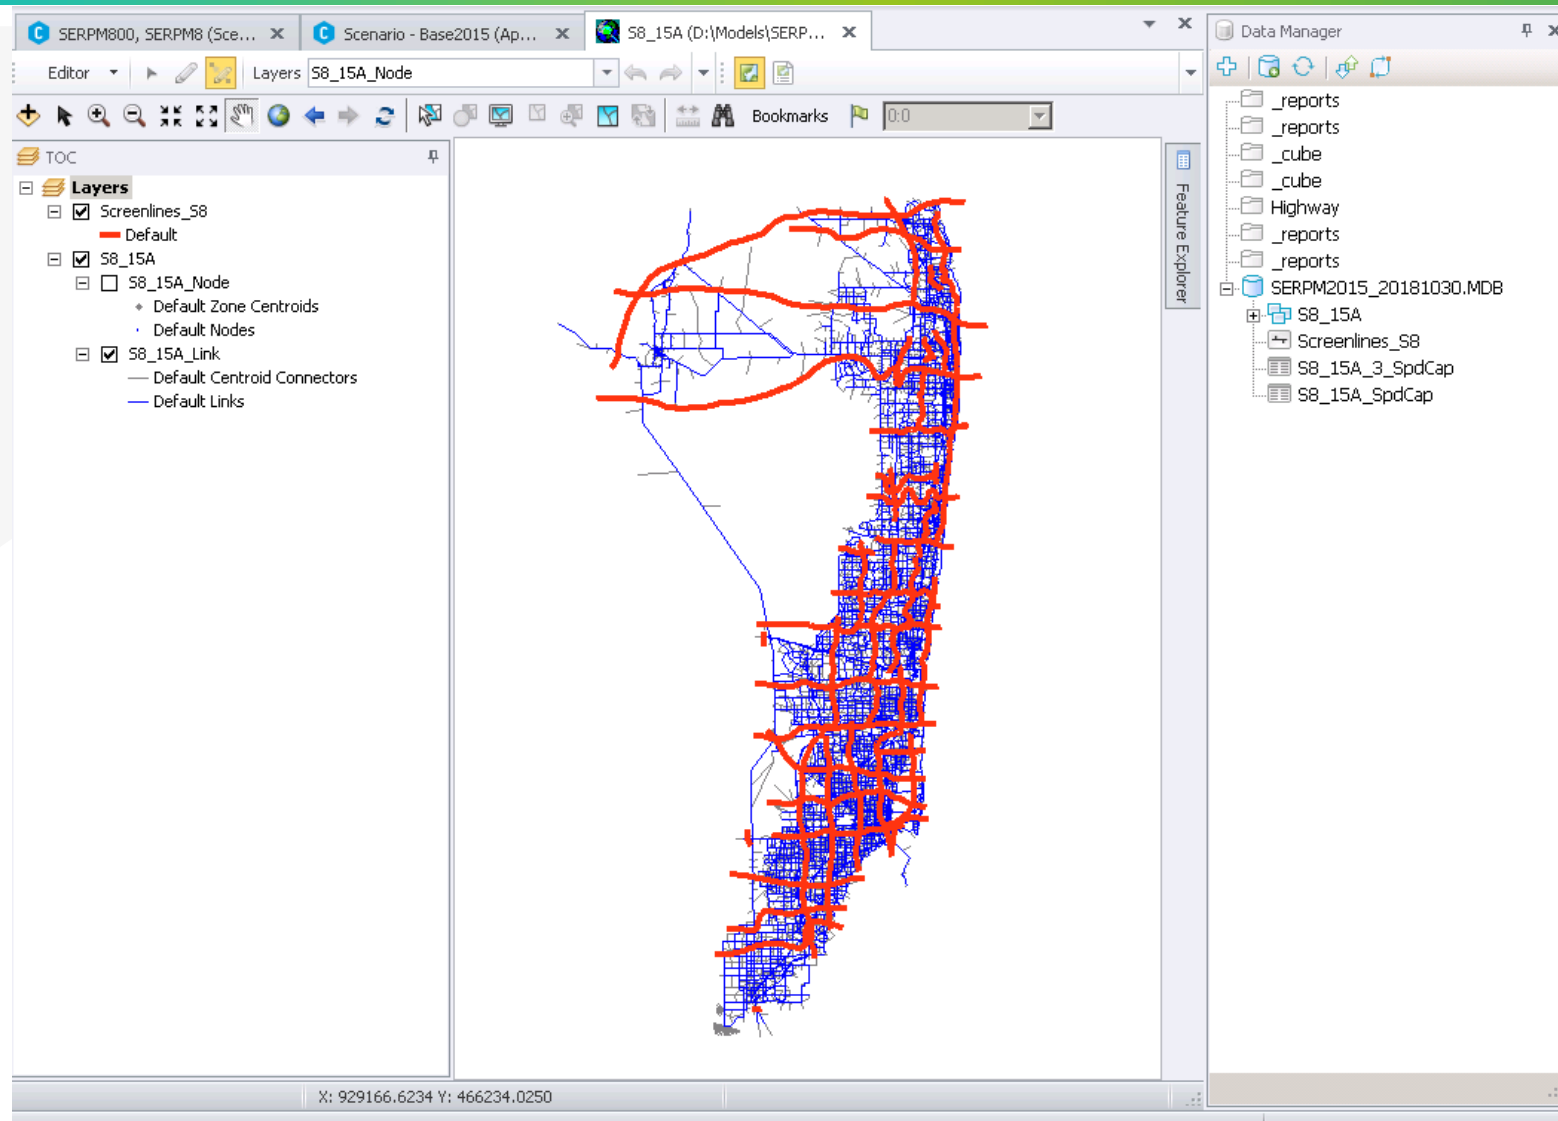 SERPM800, SERPM8 (Sce...
Scenario - Base2015 (Ap...
S8_15A (D:\Models\SERP...
Editor
Layers
S8_15A_Node
Bookmarks
0:0
TOC
Layers
Screenlines_S8
Default
S8_15A
S8_15A_Node
Default Zone Centroids
Default Nodes
S8_15A_Link
Default Centroid Connectors
Default Links
Feature Explorer
Data Manager
_reports
_reports
_cube
_cube
Highway
_reports
_reports
SERPM2015_20181030.MDB
S8_15A
Screenlines_S8
S8_15A_3_SpdCap
S8_15A_SpdCap
X: 929166.6234 Y: 466234.0250